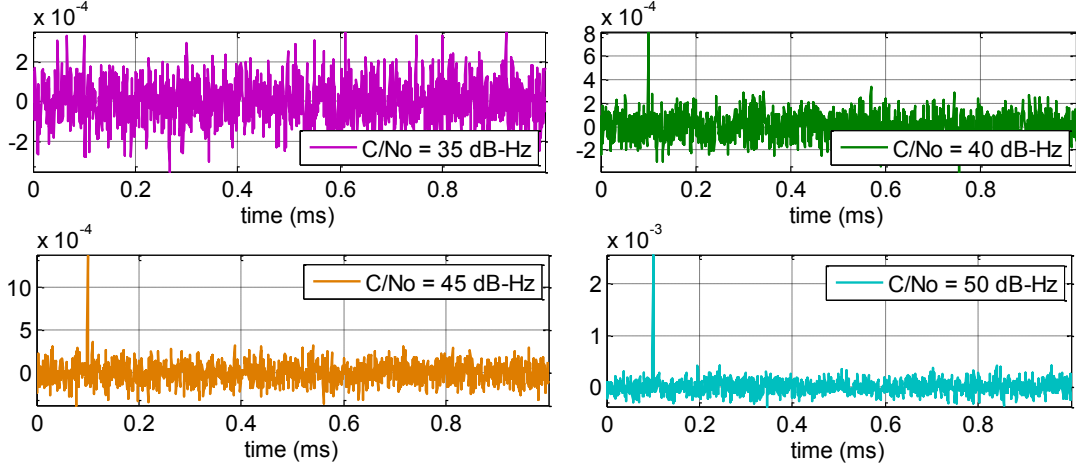 x 10⁻⁴
2
0
-2
C/No = 35 dB-Hz
0 0.2 0.4 0.6 0.8
time (ms)
x 10⁻⁴
8
6
4
2
0
-2
C/No = 40 dB-Hz
0 0.2 0.4 0.6 0.8
time (ms)
x 10⁻⁴
10
5
0
C/No = 45 dB-Hz
0 0.2 0.4 0.6 0.8
time (ms)
x 10⁻³
2
1
0
C/No = 50 dB-Hz
0 0.2 0.4 0.6 0.8
time (ms)